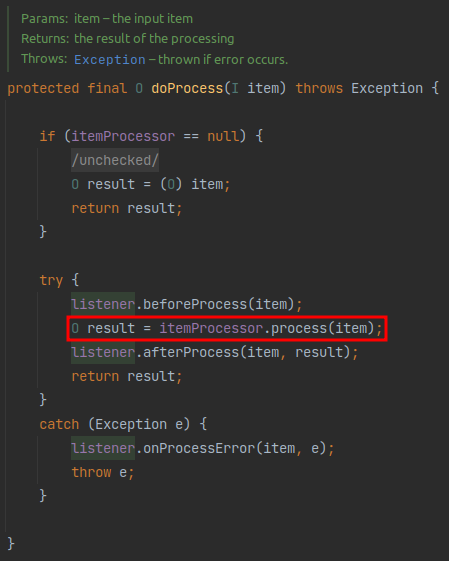 Params: item – the input item
Returns: the result of the processing
Throws: Exception – thrown if error occurs.
protected final O doProcess(I item) throws Exception {
if (itemProcessor == null) {
/unchecked/
O result = (O) item;
return result;
}
try {
listener.beforeProcess(item);
O result = itemProcessor.process(item);
listener.afterProcess(item, result);
return result;
}
catch (Exception e) {
listener.onProcessError(item, e);
throw e;
}
}